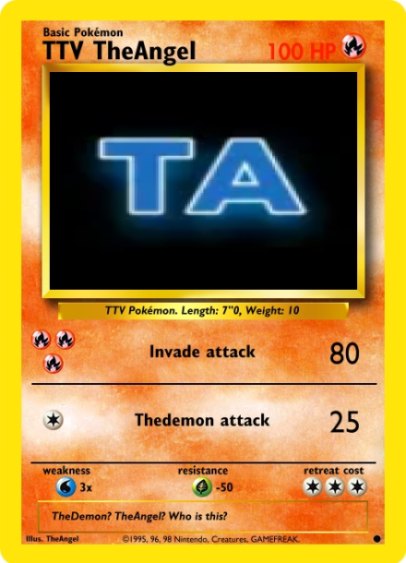 Basic Pokémon
TTV TheAngel 100 HP
TA
TTV Pokémon. Length: 7"0, Weight: 10
Invade attack 80
Thedemon attack 25
weakness resistance retreat cost
3x -50
TheDemon? TheAngel? Who is this?
Illus. TheAngel ©1995, 96, 98 Nintendo, Creatures, GAMEFREAK.